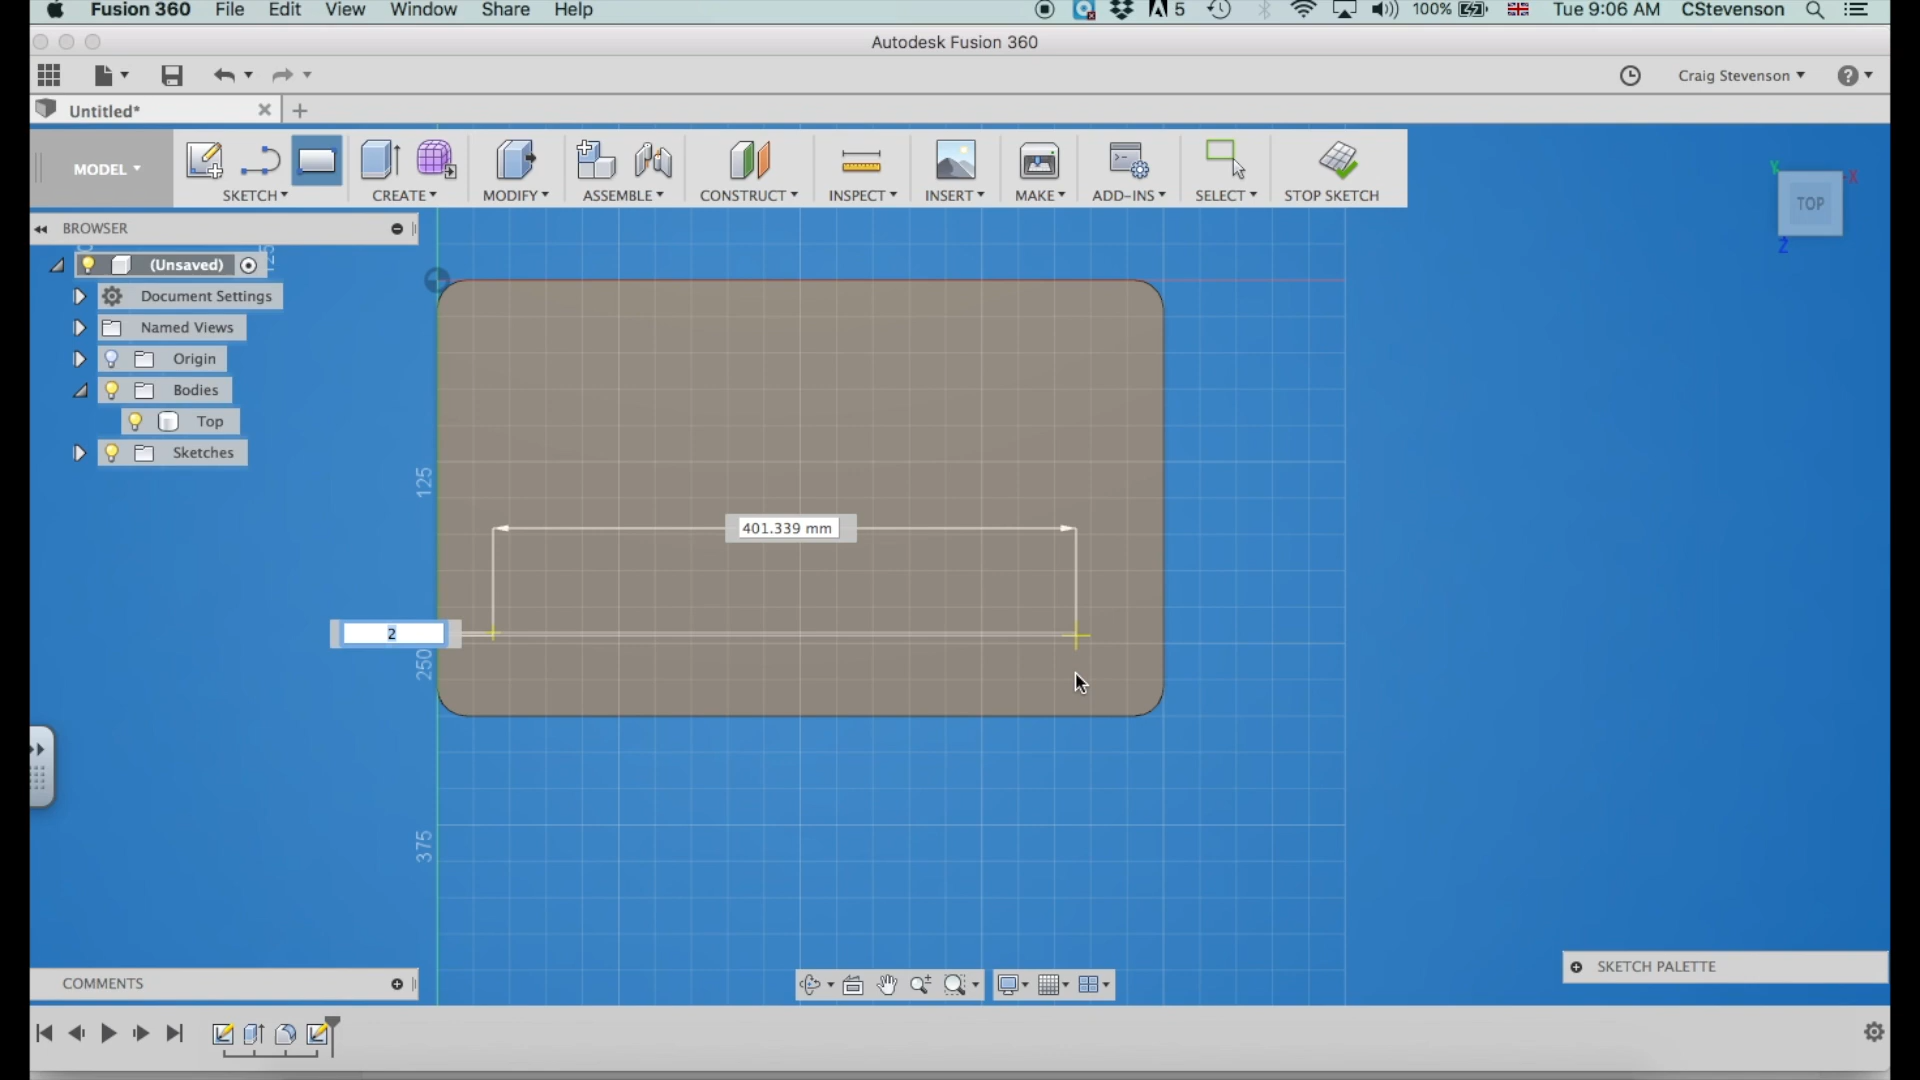 Fusion 360 File Edit View Window Share Help 5 100% Tue 9:06 AM CStevenson
Autodesk Fusion 360
Craig Stevenson
Untitled*
MODEL
SKETCH CREATE MODIFY ASSEMBLE CONSTRUCT INSPECT INSERT MAKE ADD-INS SELECT STOP SKETCH
Y X
TOP
Z
BROWSER
125
(Unsaved)
Document Settings
Named Views
Origin
Bodies
Top
Sketches
125
401.339 mm
2
250
375
COMMENTS
SKETCH PALETTE